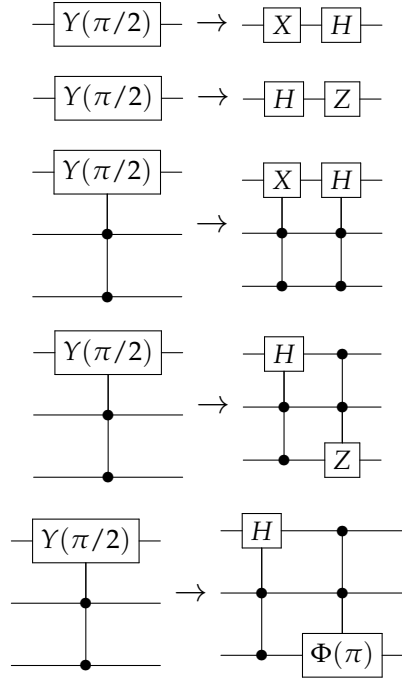 Y(π/2) → X H
Y(π/2) → H Z
Y(π/2) → X H
Y(π/2) → H
Z
Y(π/2) → H
Φ(π)